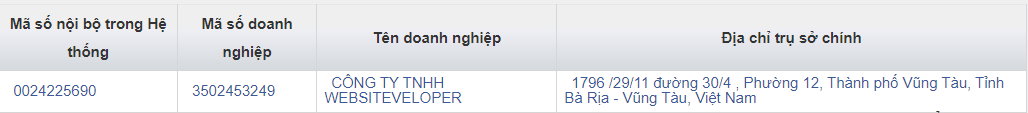 Mã số nội bộ trong Hệ thống
Mã số doanh nghiệp
Tên doanh nghiệp
Địa chỉ trụ sở chính
0024225690
3502453249
CÔNG TY TNHH
WEBSITEVELOPER
1796 /29/11 đường 30/4 , Phường 12, Thành phố Vũng Tàu, Tỉnh
Bà Rịa - Vũng Tàu, Việt Nam